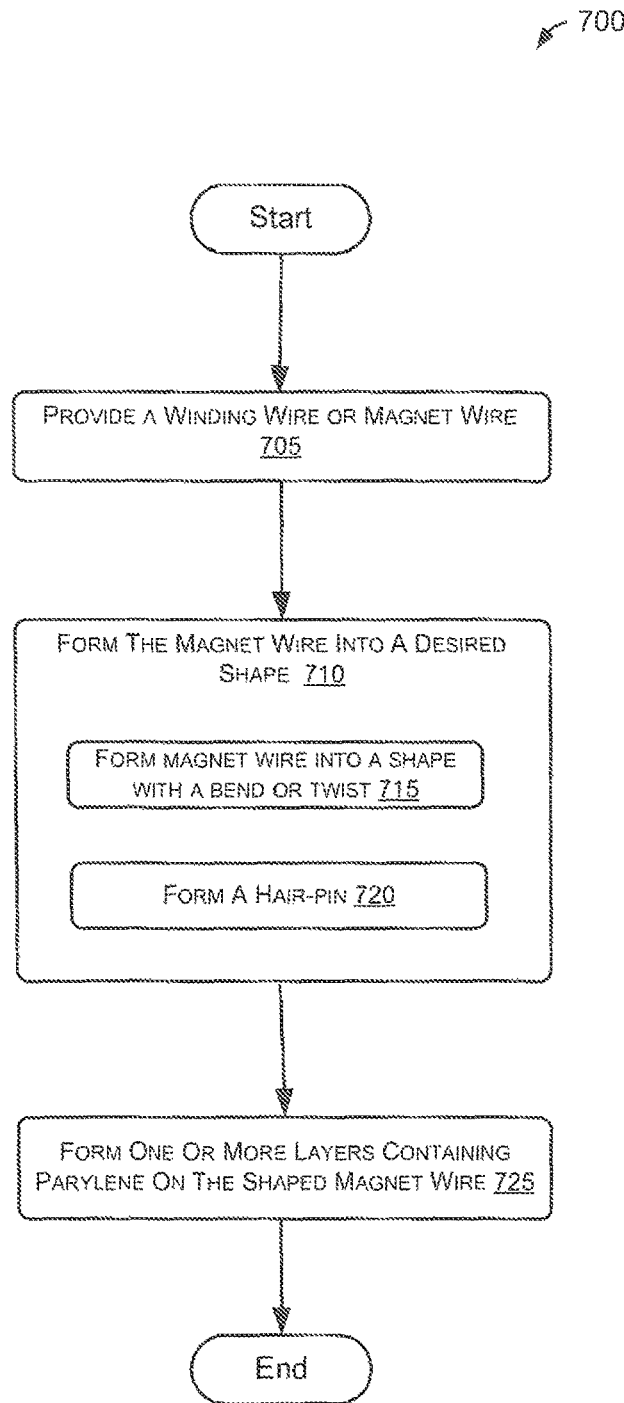 700
Start
PROVIDE A WINDING WIRE OR MAGNET WIRE
705
FORM THE MAGNET WIRE INTO A DESIRED
SHAPE 710
FORM MAGNET WIRE INTO A SHAPE
WITH A BEND OR TWIST 715
FORM A HAIR-PIN 720
FORM ONE OR MORE LAYERS CONTAINING
PARYLENE ON THE SHAPED MAGNET WIRE 725
End